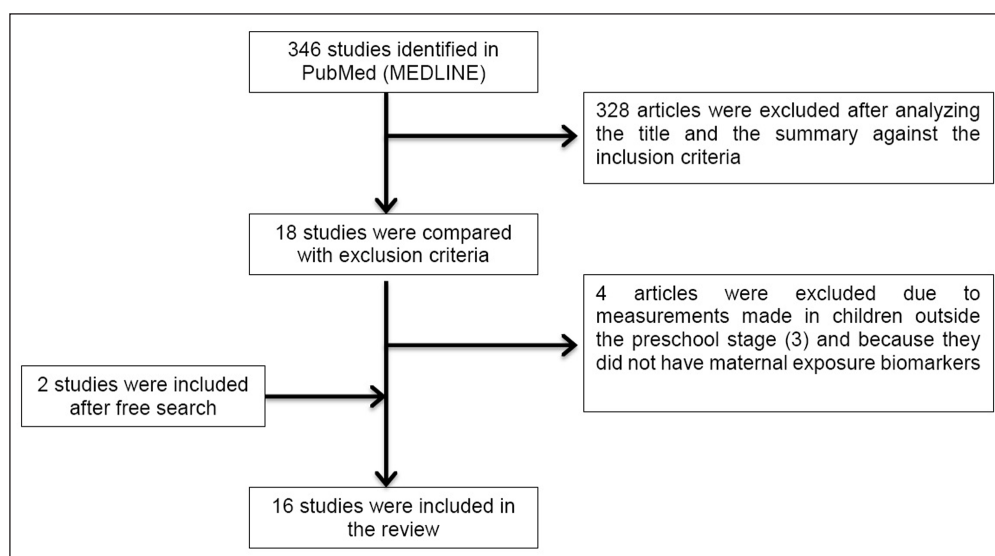 346 studies identified in
PubMed (MEDLINE)
328 articles were excluded after analyzing
the title and the summary against the
inclusion criteria
18 studies were compared
with exclusion criteria
4 articles were excluded due to
measurements made in children outside
the preschool stage (3) and because they
did not have maternal exposure biomarkers
2 studies were included
after free search
16 studies were included in
the review